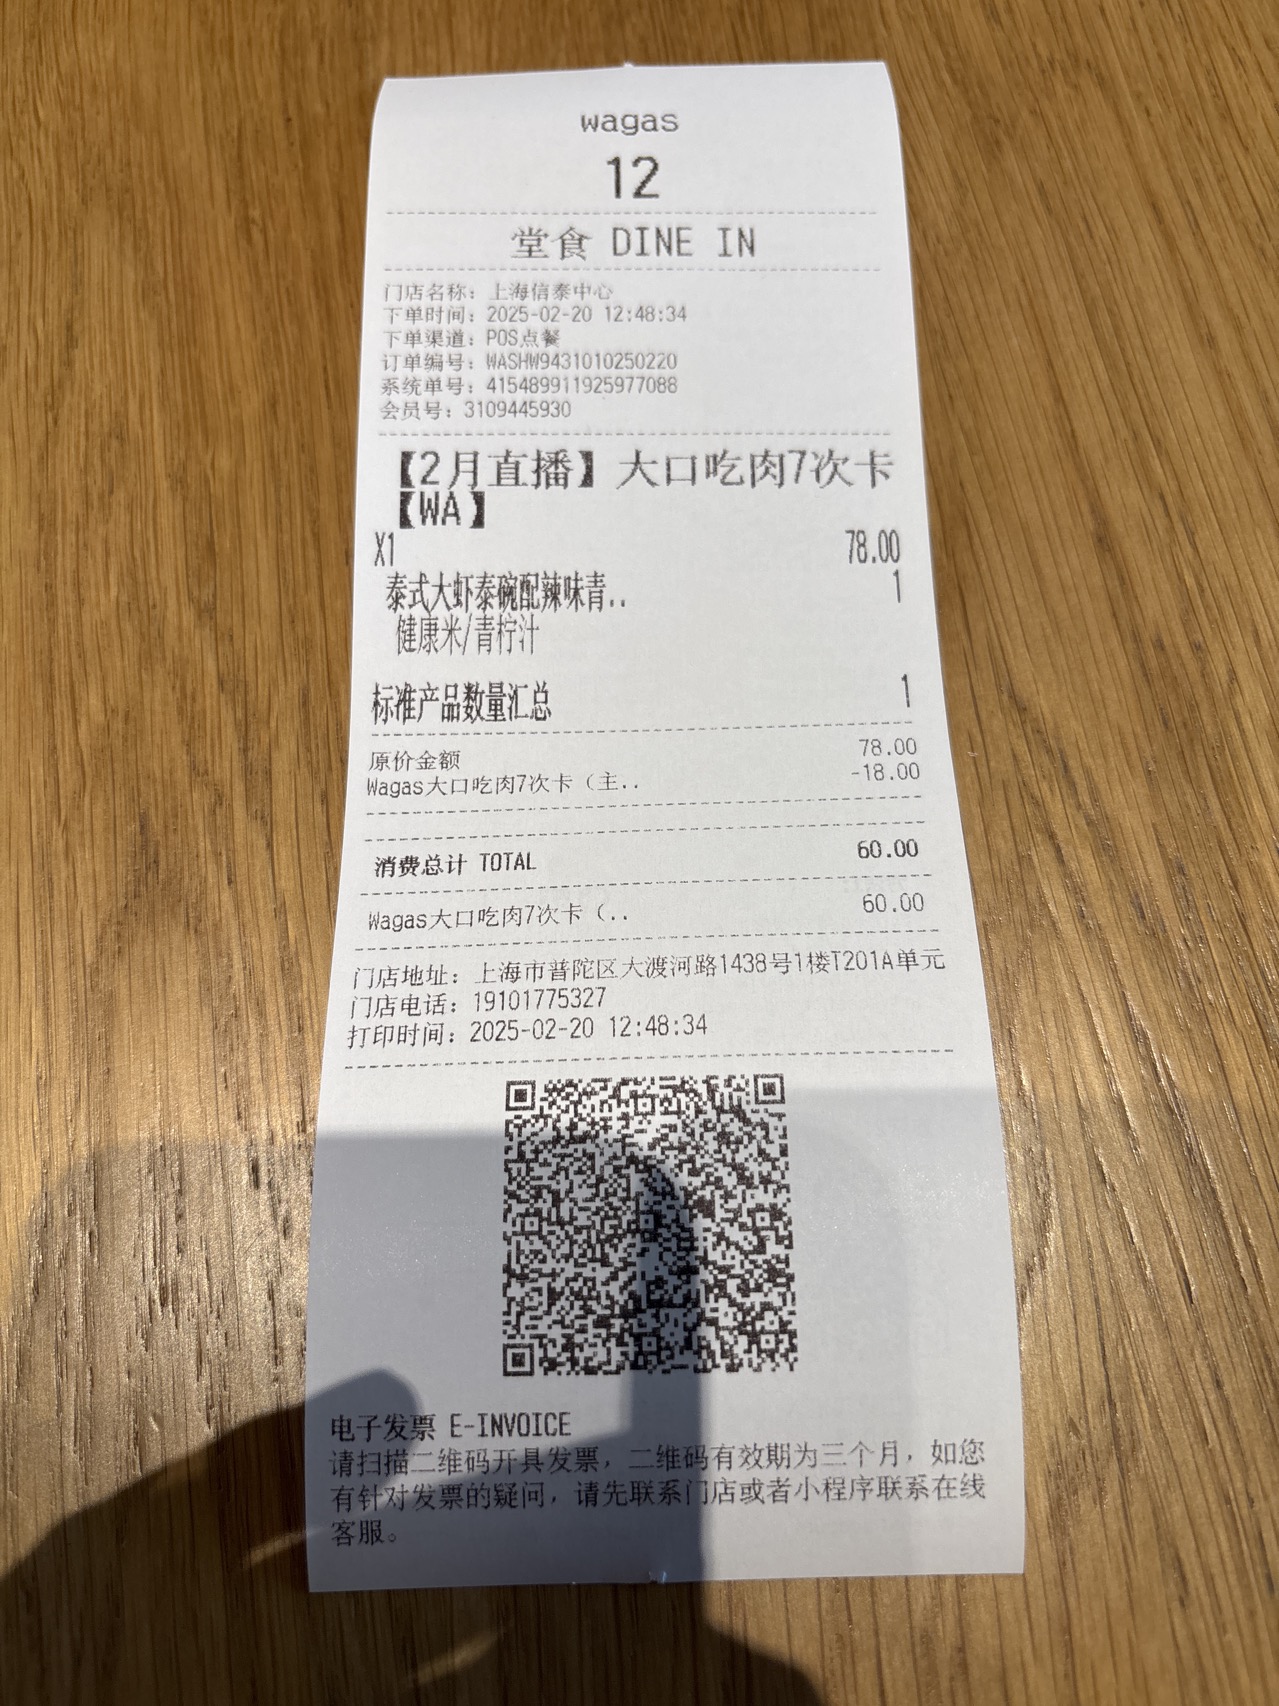 wagas
12
堂食 DINE IN
门店名称: 上海信泰中心
下单时间: 2025-02-20 12:48:34
下单渠道: POS点餐
订单编号: WASHW9431010250220
系统单号: 415489911925977088
会员号: 3109445930
【2月直播】大口吃肉7次卡
【WA】
X1 78.00
泰式大虾泰碗配辣味青.. 1
健康米/青柠汁
标准产品数量汇总 1
原价金额 78.00
Wagas大口吃肉7次卡（主.. -18.00
消费总计 TOTAL 60.00
Wagas大口吃肉7次卡（.. 60.00
门店地址: 上海市普陀区大渡河路1438号1楼T201A单元
门店电话: 19101775327
打印时间: 2025-02-20 12:48:34
电子发票 E-INVOICE
请扫描二维码开具发票，二维码有效期为三个月，如您
有针对发票的疑问，请先联系门店或者小程序联系在线
客服。